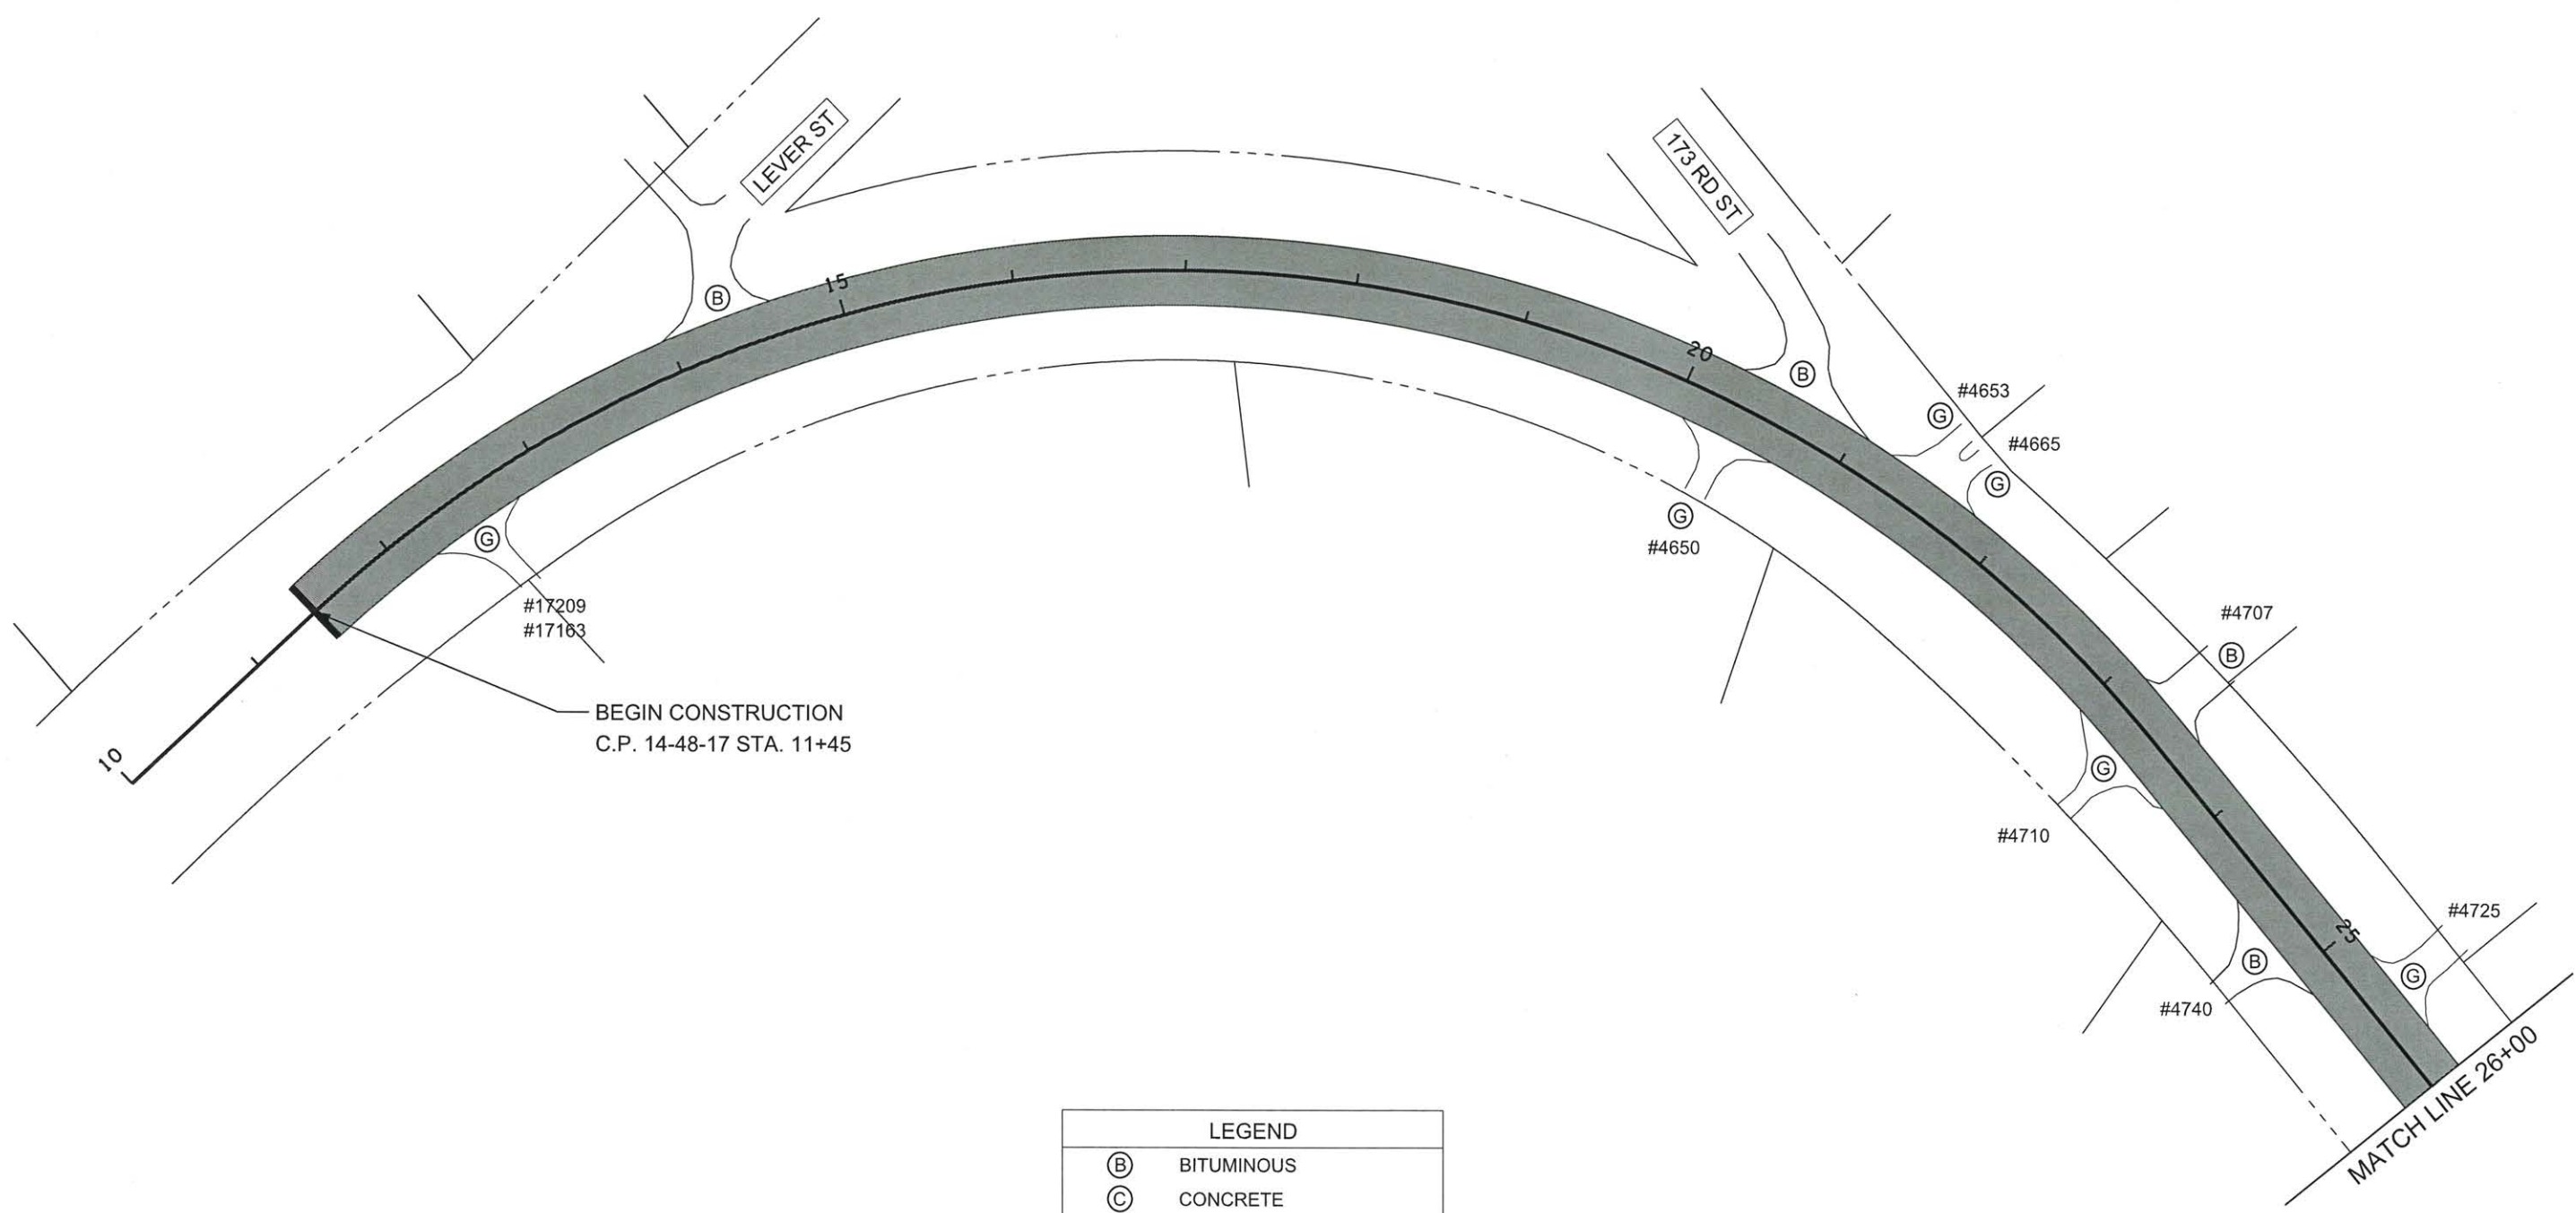 LEVER ST
173 RD ST
B
15
20
B
#4653
G
#4665
G
G
#4650
G
#17209
#17163
#4707
B
BEGIN CONSTRUCTION
C.P. 14-48-17 STA. 11+45
10
G
#4710
25
#4725
B
G
#4740
MATCH LINE 26+00
LEGEND
B BITUMINOUS
C CONCRETE